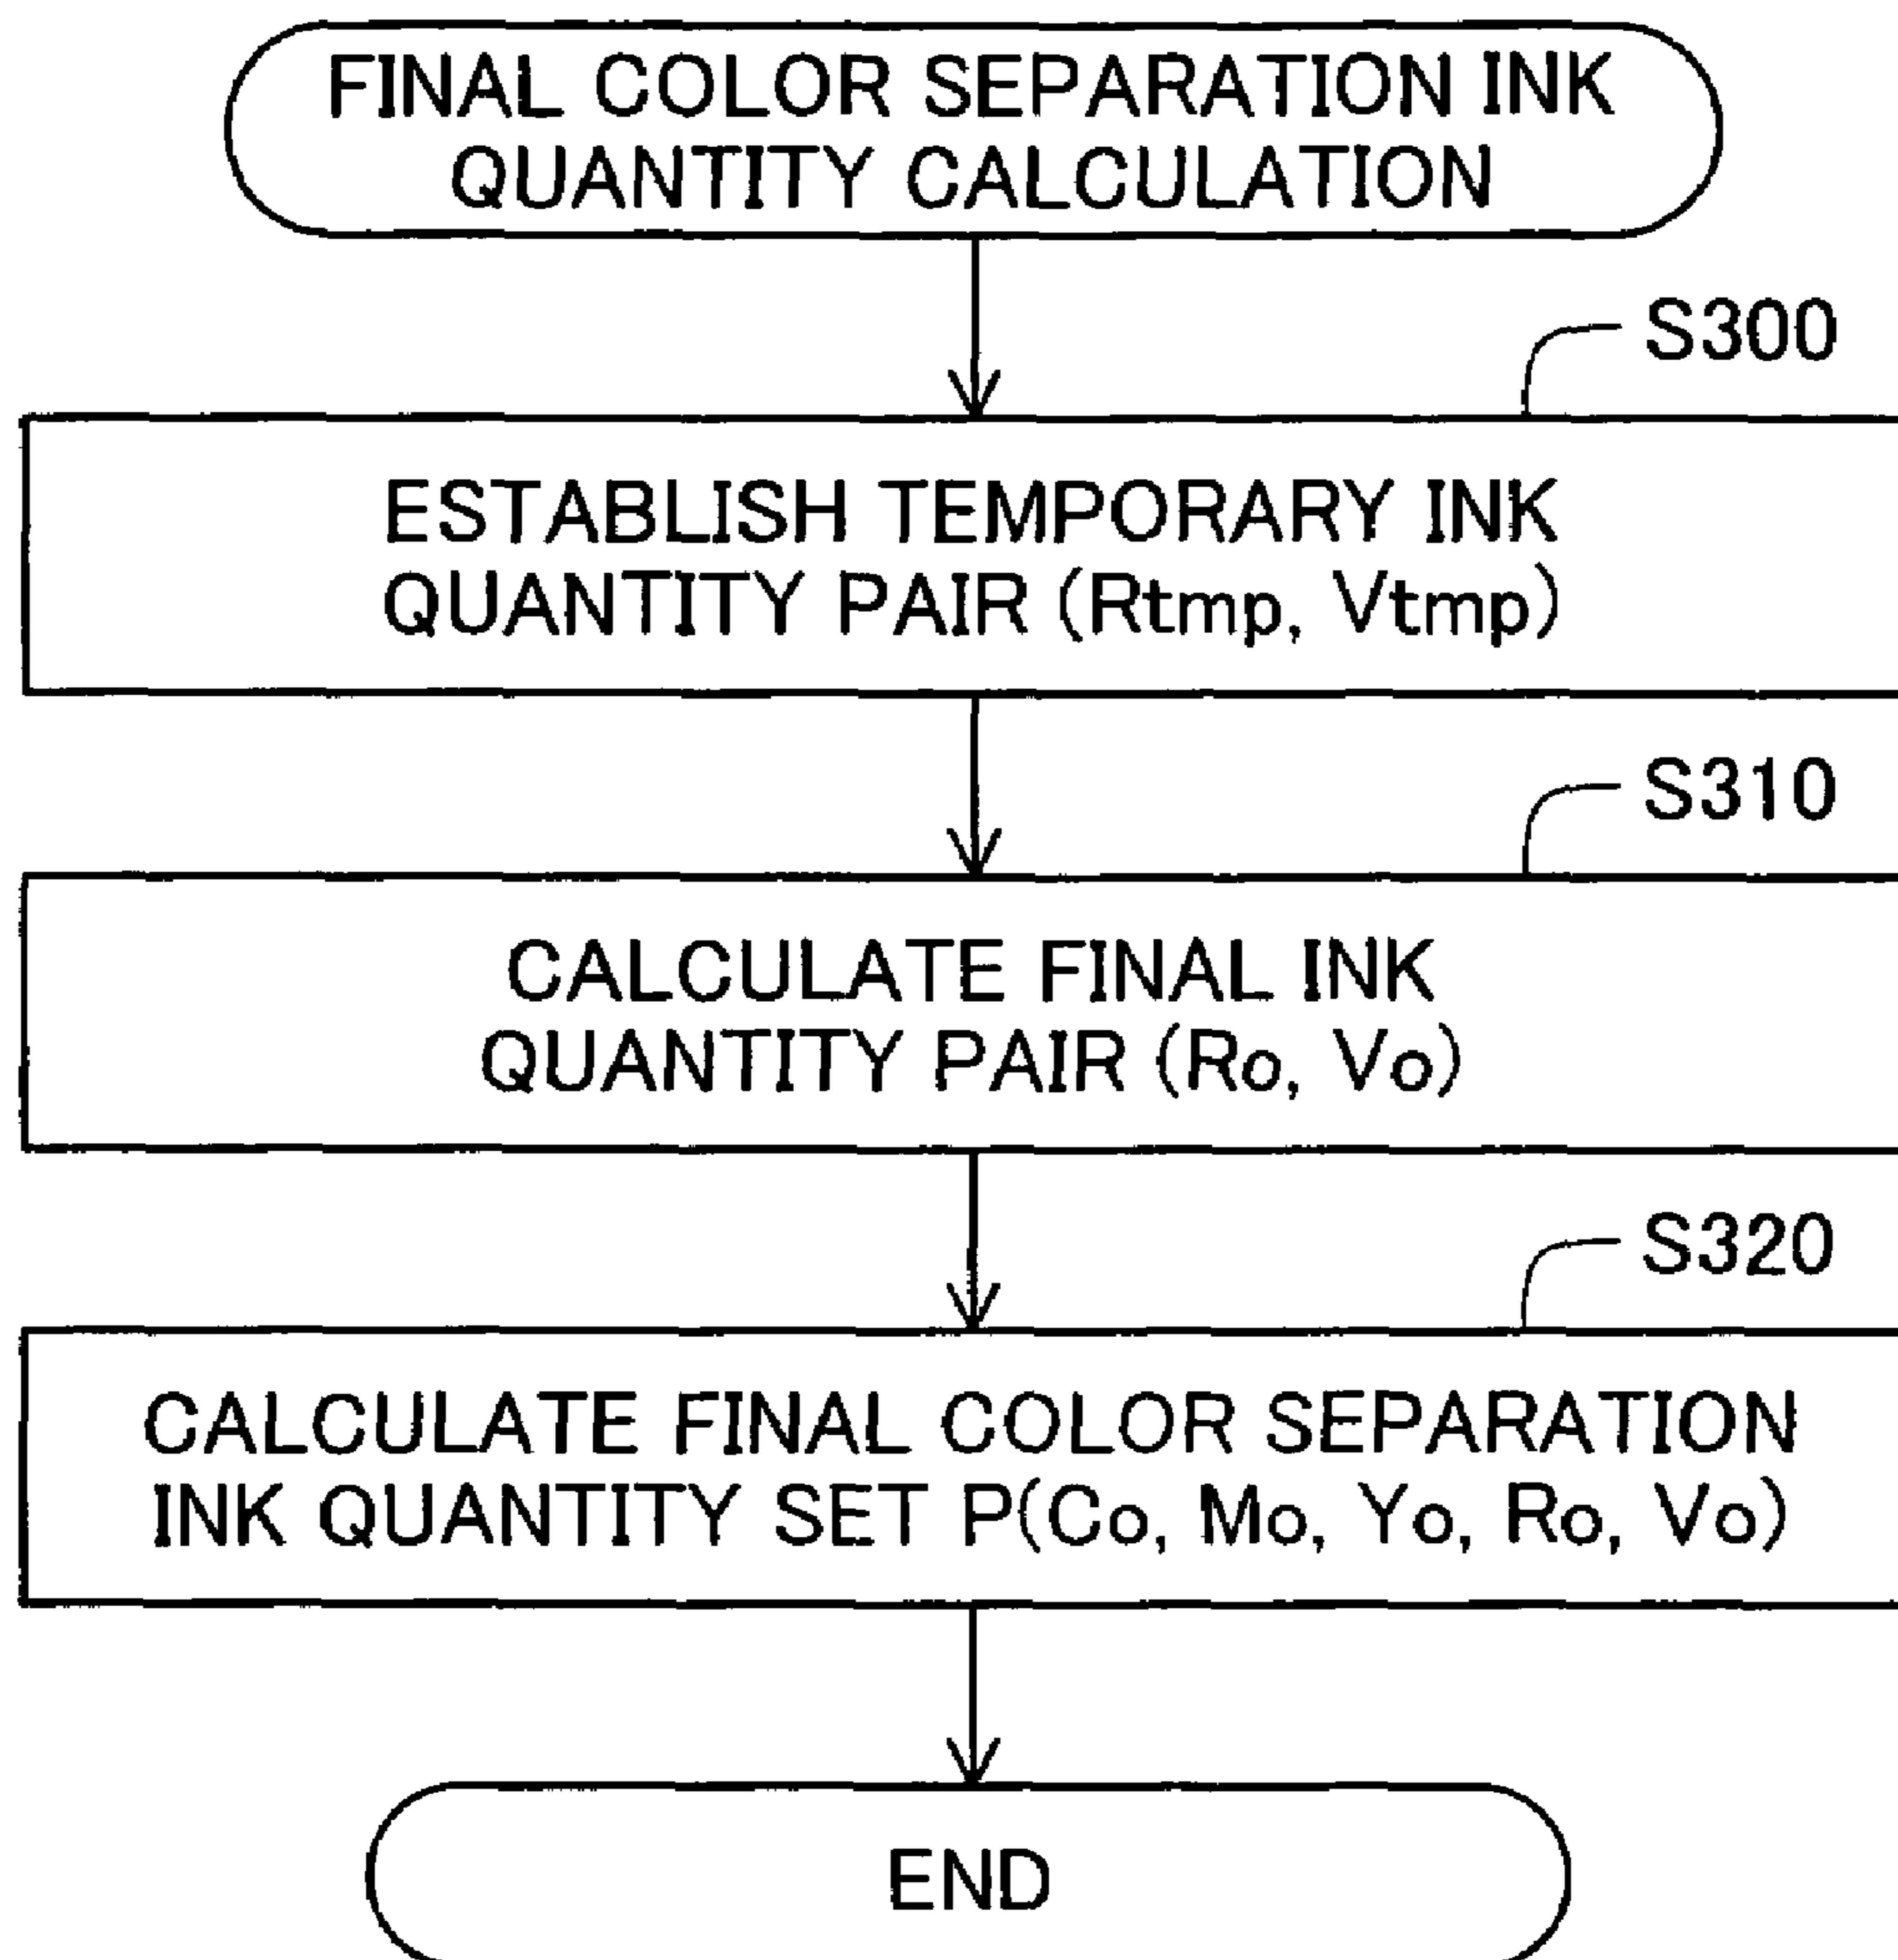 FINAL COLOR SEPARATION INK
QUANTITY CALCULATION
S300
ESTABLISH TEMPORARY INK
QUANTITY PAIR (Rtmp, Vtmp)
S310
CALCULATE FINAL INK
QUANTITY PAIR (Ro, Vo)
S320
CALCULATE FINAL COLOR SEPARATION
INK QUANTITY SET P(Co, Mo, Yo, Ro, Vo)
END